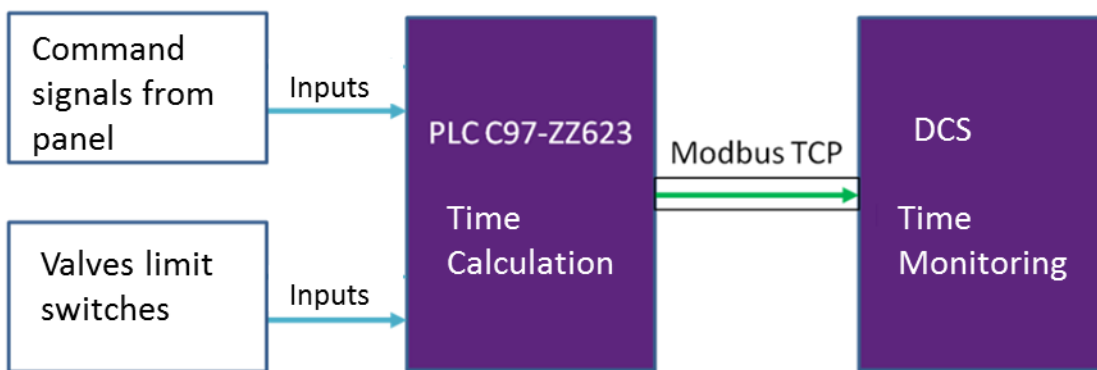 Command
signals from
panel
Inputs
Valves limit
switches
Inputs
PLC C97-ZZ623
Time
Calculation
Modbus TCP
DCS
Time
Monitoring